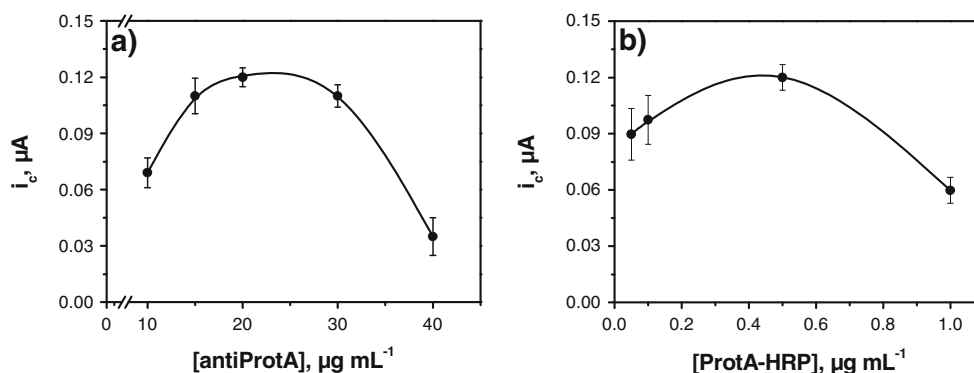 a)
0.15
0.12
0.09
0.06
0.03
0.00
i_c, µA
0 10 20 30 40
[antiProtA], µg mL⁻¹
b)
0.15
0.12
0.09
0.06
0.03
0.00
i_c, µA
0.0 0.2 0.4 0.6 0.8 1.0
[ProtA-HRP], µg mL⁻¹